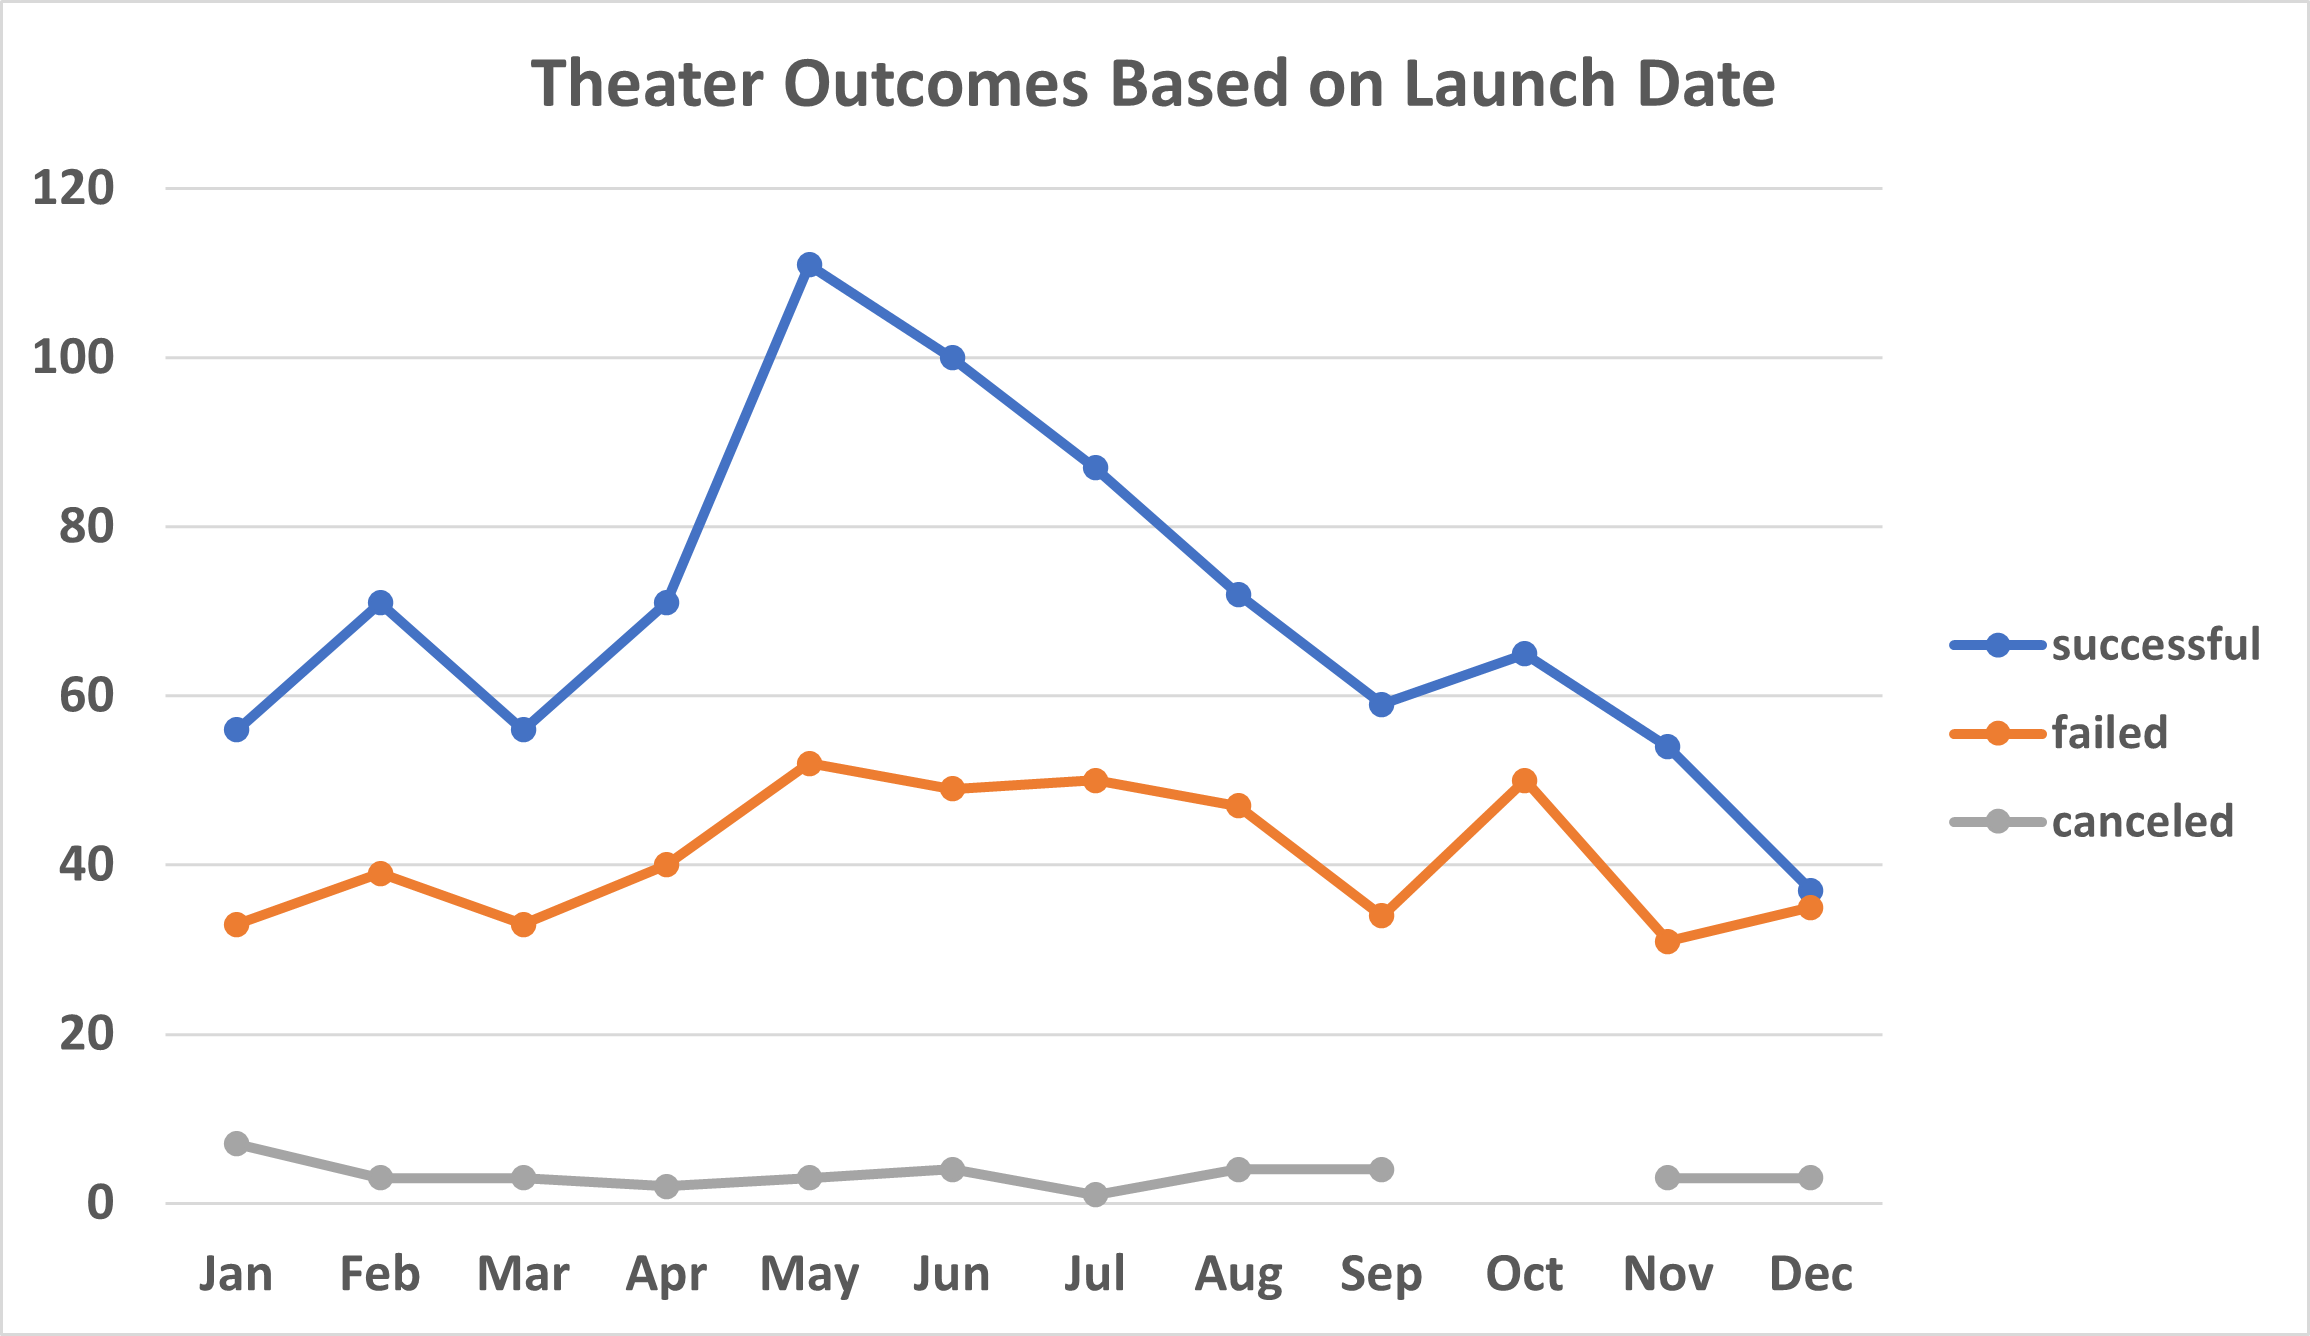 Theater Outcomes Based on Launch Date
120
100
80
60
40
20
0
Jan Feb Mar Apr May Jun Jul Aug Sep Oct Nov Dec
successful
failed
canceled